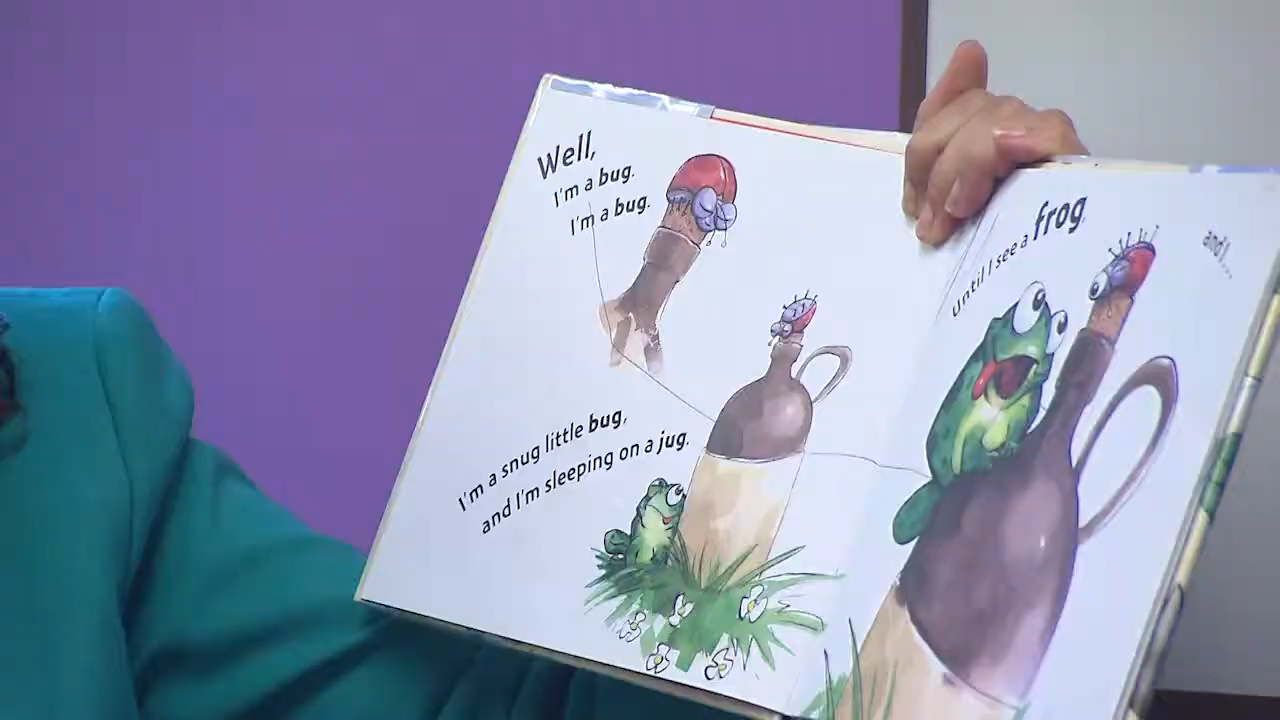 Well,
I'm a bug.
I'm a bug.
I'm a snug little bug,
and I'm sleeping on a jug.
until I see a frog,
and I...